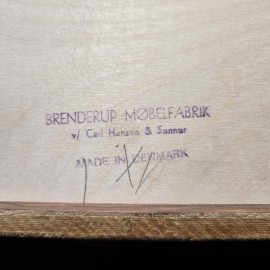 BRENDERUP MØBELFABRIK
v/ Carl Hansen & Sønner
MADE IN DENMARK